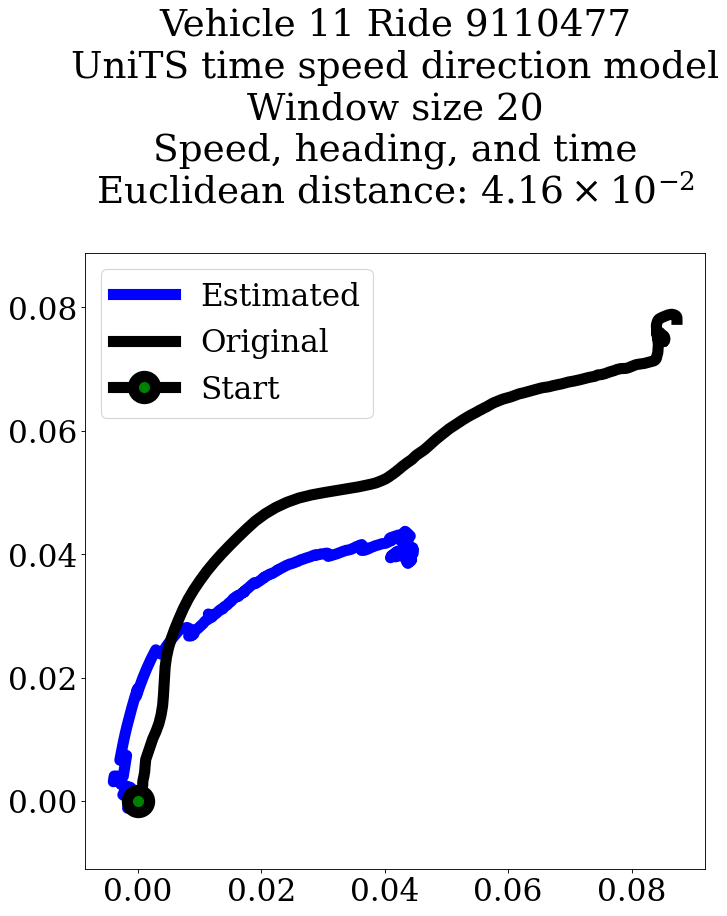 Vehicle 11 Ride 9110477
UniTS time speed direction model
Window size 20
Speed, heading, and time
Euclidean distance: 4.16 × 10⁻²
Estimated
Original
Start
0.08
0.06
0.04
0.02
0.00
0.00 0.02 0.04 0.06 0.08